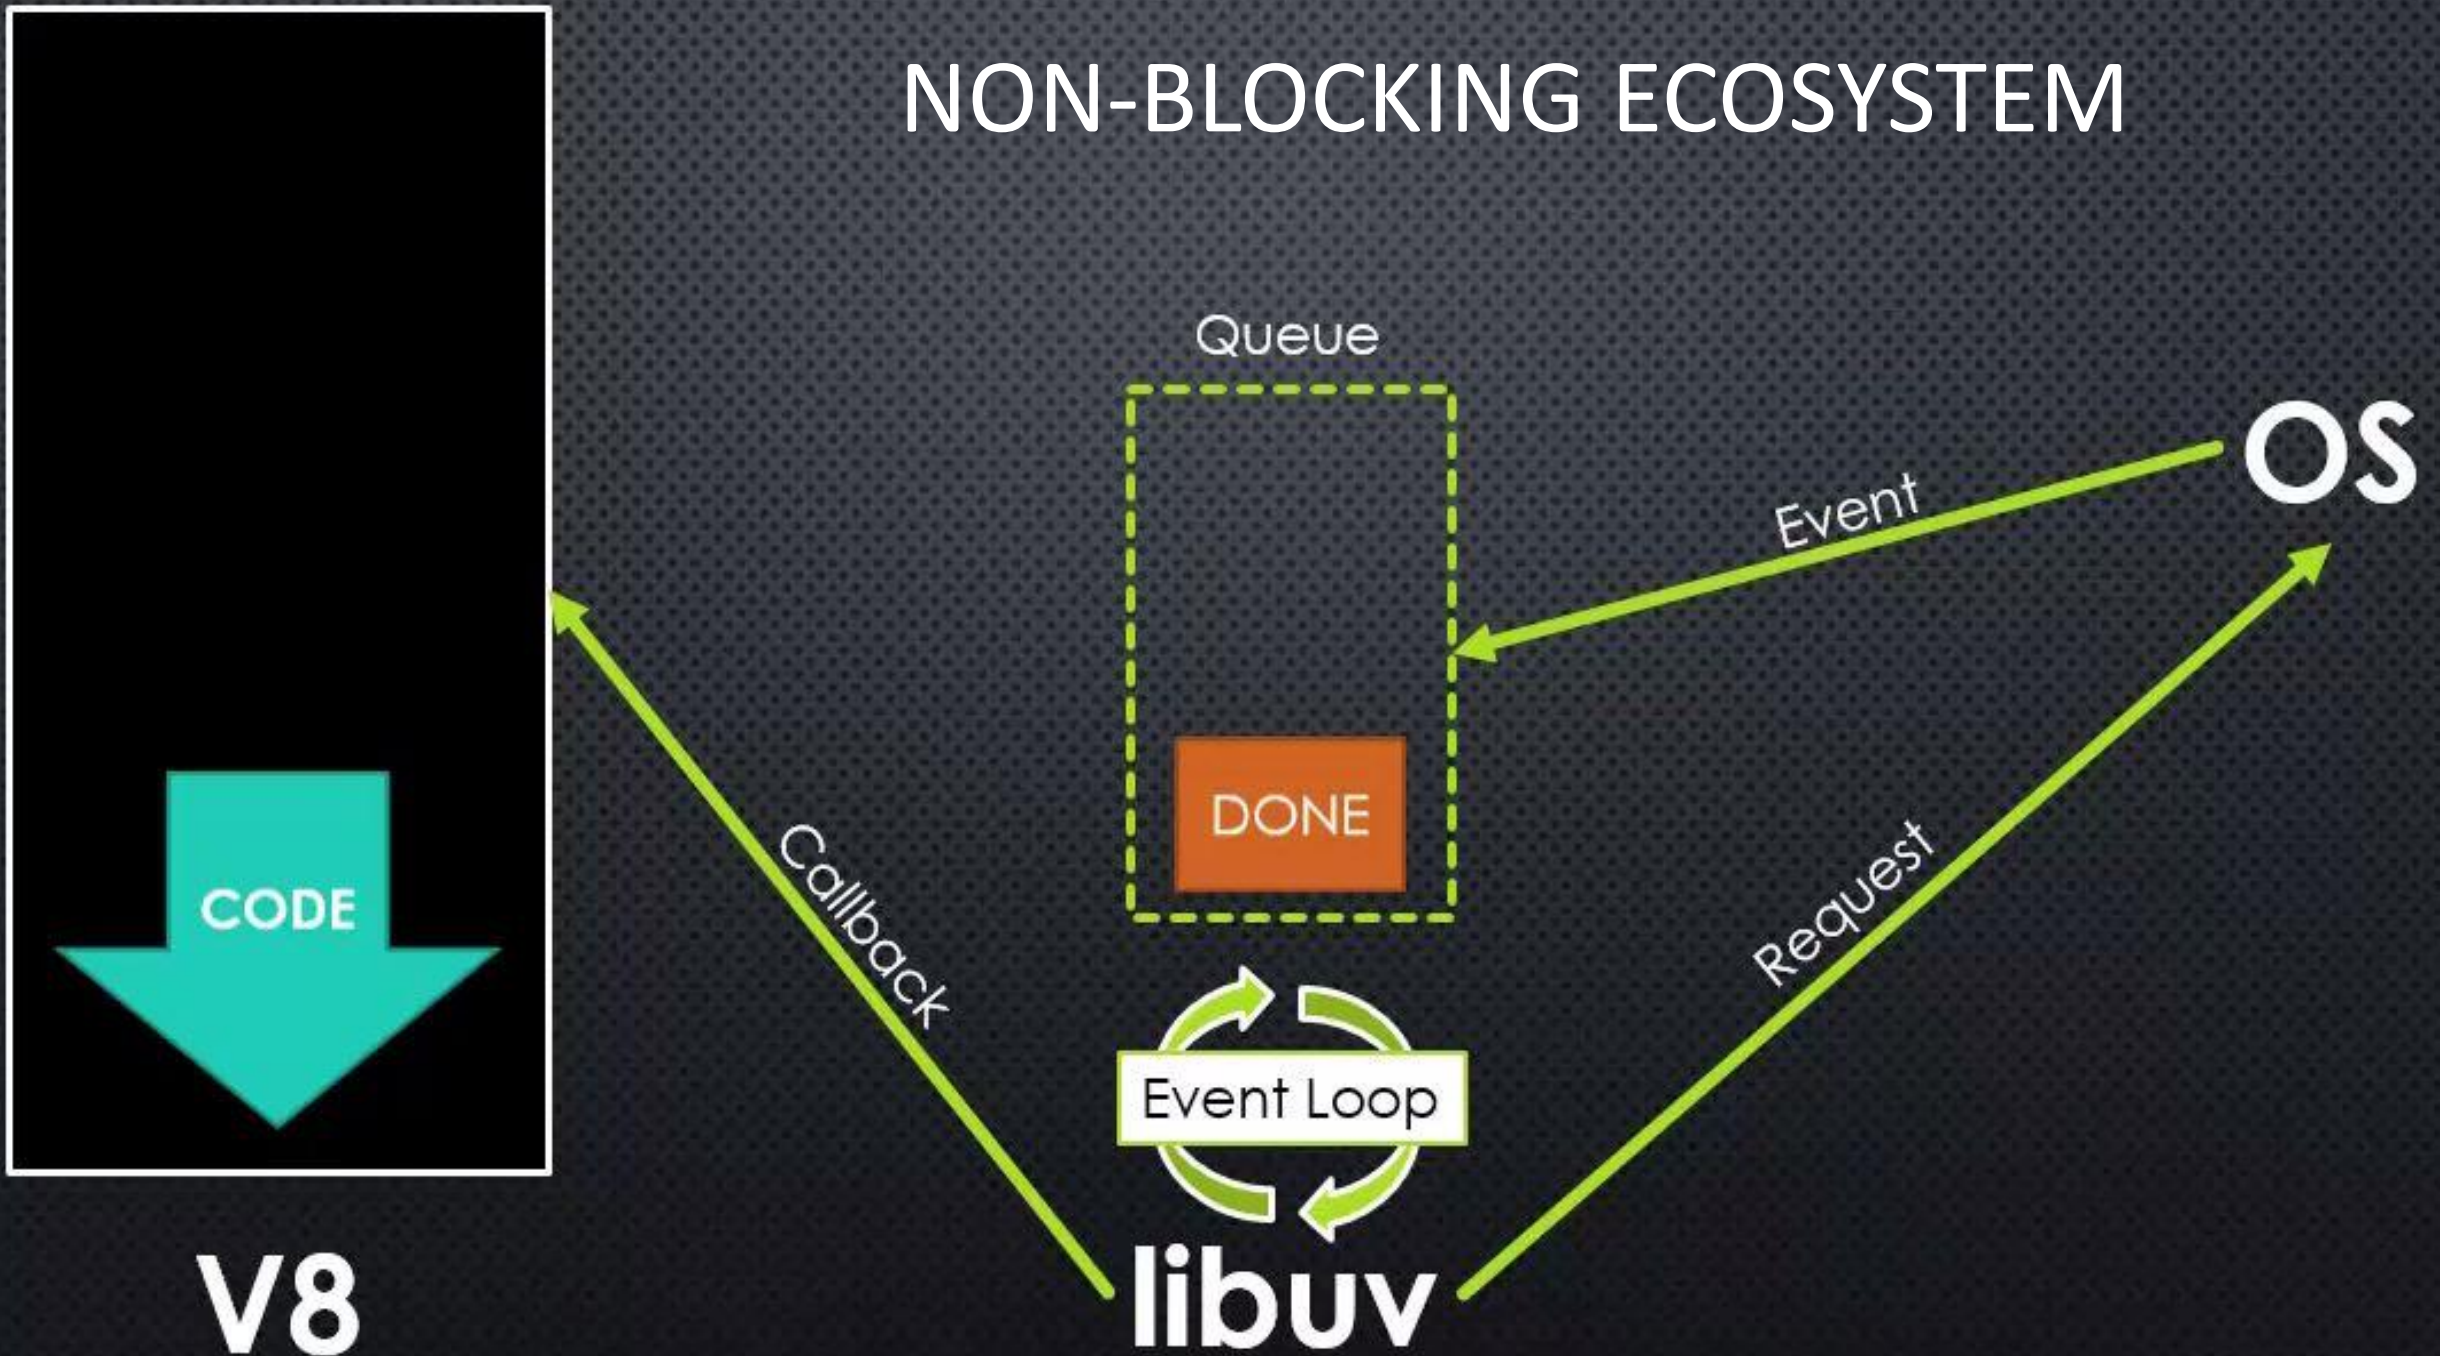 NON-BLOCKING ECOSYSTEM
Queue
OS
Event
DONE
CODE
Callback
Request
Event Loop
V8
libuv